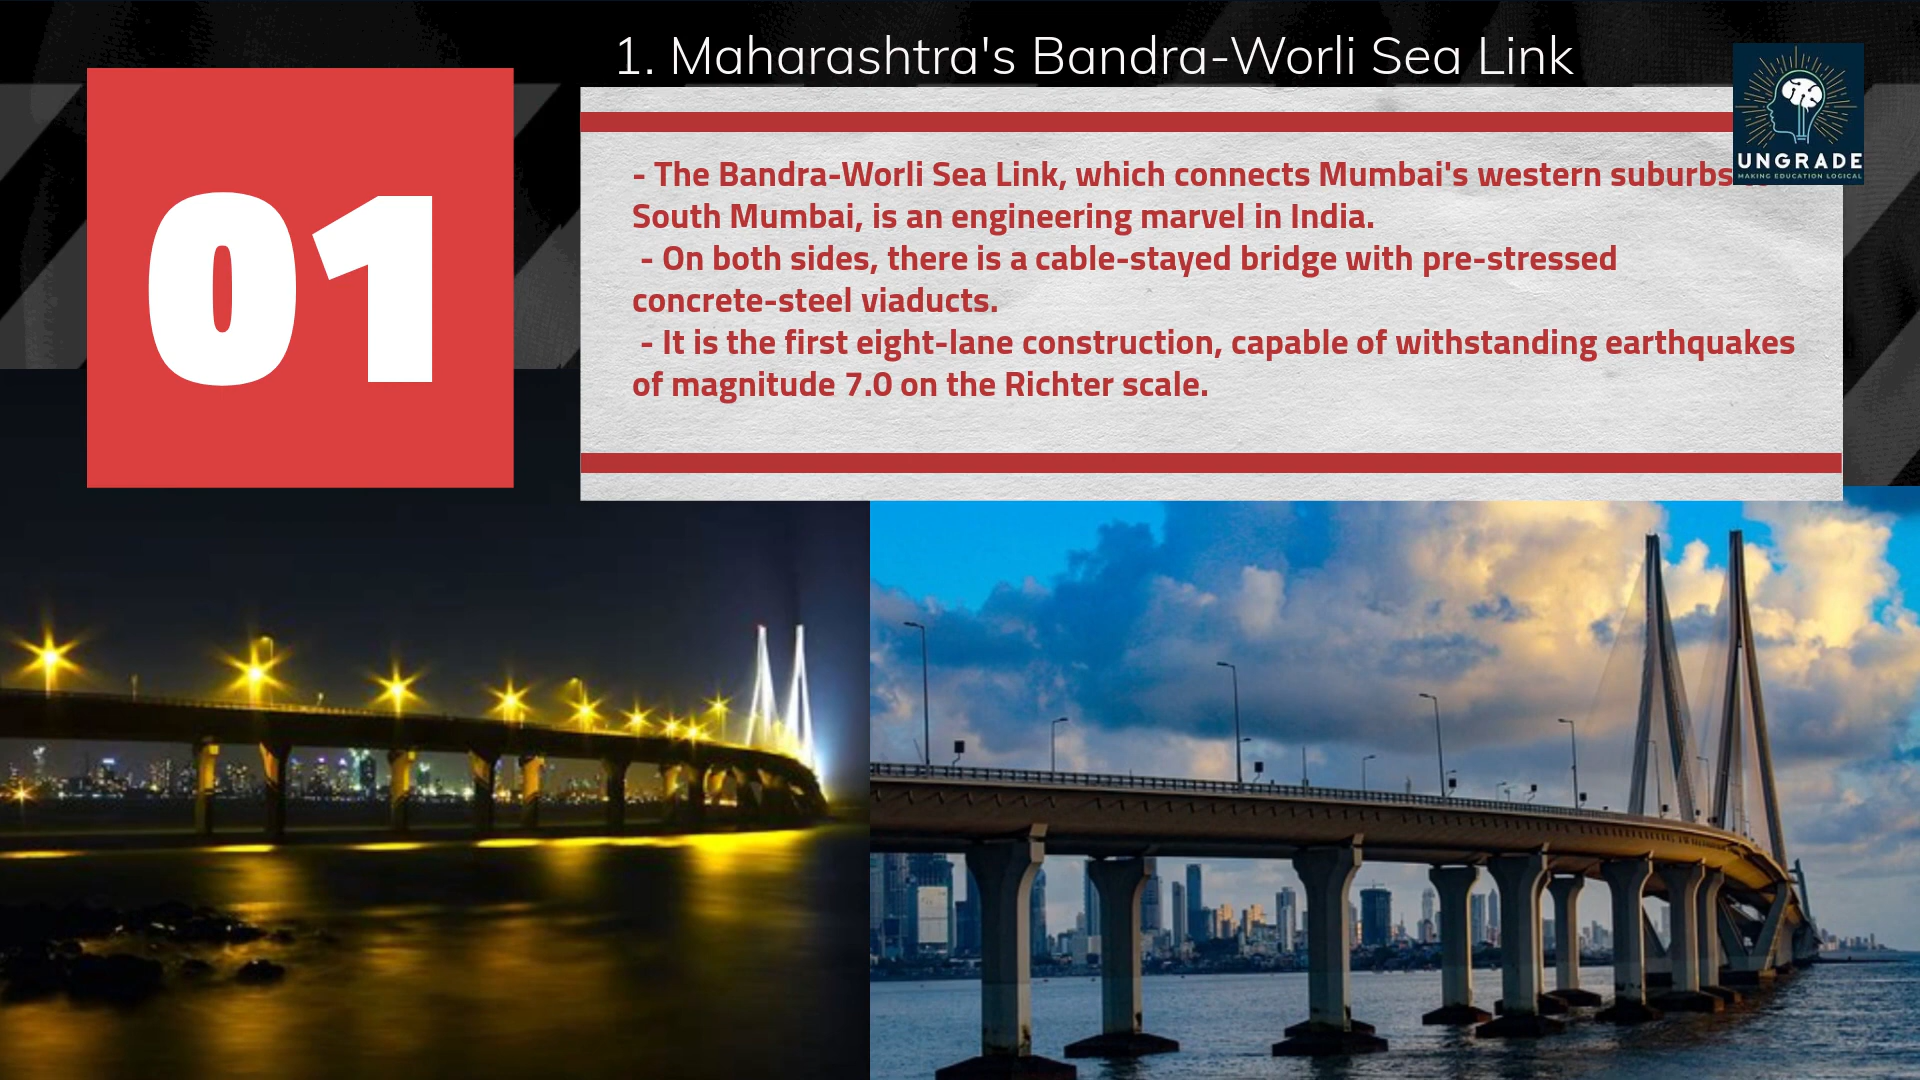 1. Maharashtra's Bandra-Worli Sea Link
01
UNGRADE
MAKING EDUCATION LOGICAL
- The Bandra-Worli Sea Link, which connects Mumbai's western suburbs
South Mumbai, is an engineering marvel in India.
- On both sides, there is a cable-stayed bridge with pre-stressed
concrete-steel viaducts.
- It is the first eight-lane construction, capable of withstanding earthquakes
of magnitude 7.0 on the Richter scale.